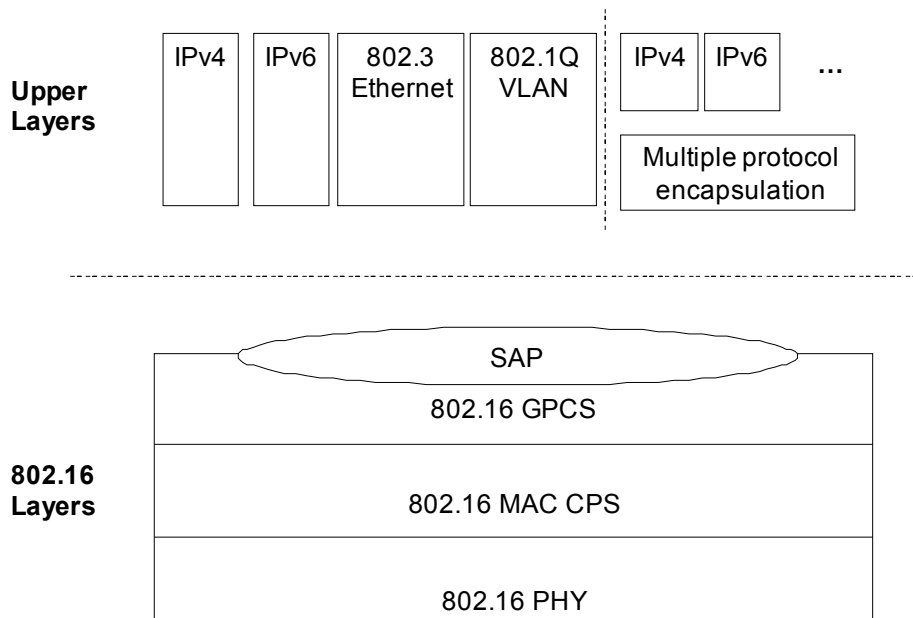 Upper
Layers
IPv4
IPv6
802.3
Ethernet
802.1Q
VLAN
IPv4
IPv6
...
Multiple protocol
encapsulation
SAP
802.16 GPCS
802.16
Layers
802.16 MAC CPS
802.16 PHY